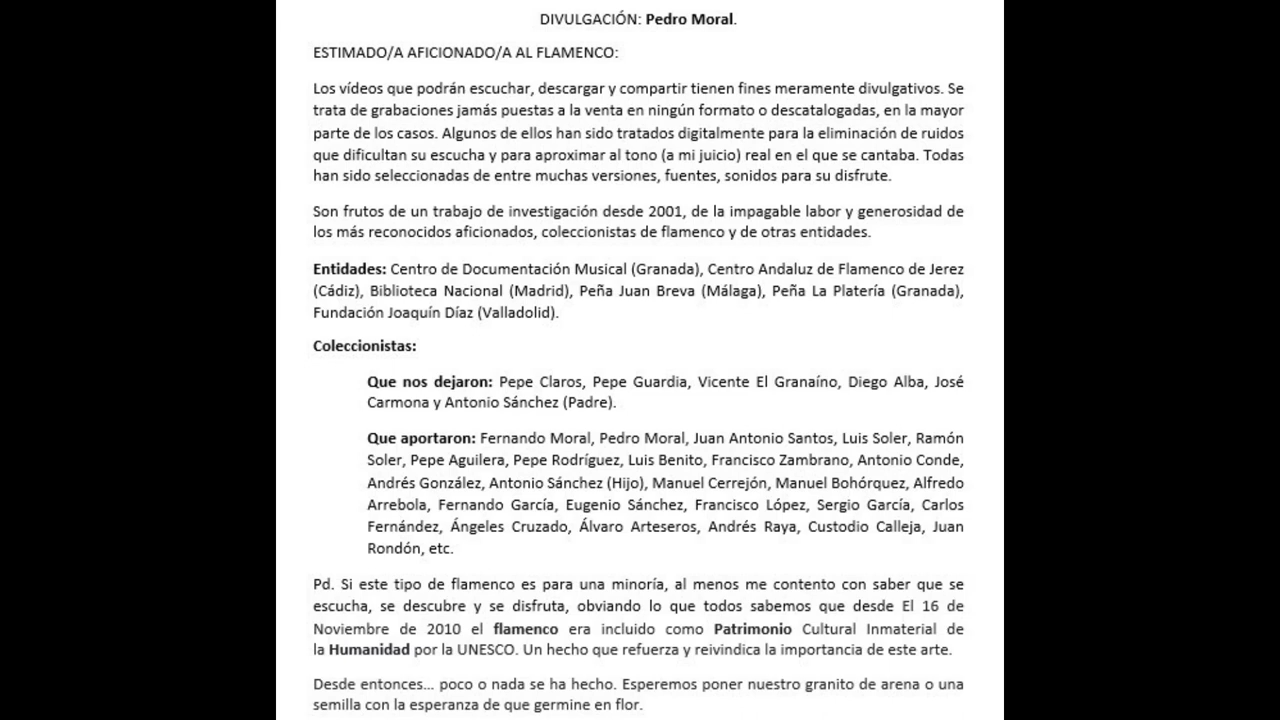 DIVULGACIÓN: Pedro Moral.
ESTIMADO/A AFICIONADO/A AL FLAMENCO:
Los vídeos que podrán escuchar, descargar y compartir tienen fines meramente divulgativos. Se
trata de grabaciones jamás puestas a la venta en ningún formato o descatalogadas, en la mayor
parte de los casos. Algunos de ellos han sido tratados digitalmente para la eliminación de ruidos
que dificultan su escucha y para aproximar al tono (a mi juicio) real en el que se cantaba. Todas
han sido seleccionadas de entre muchas versiones, fuentes, sonidos para su disfrute.
Son frutos de un trabajo de investigación desde 2001, de la impagable labor y generosidad de
los más reconocidos aficionados, coleccionistas de flamenco y de otras entidades.
Entidades: Centro de Documentación Musical (Granada), Centro Andaluz de Flamenco de Jerez
(Cádiz), Biblioteca Nacional (Madrid), Peña Juan Breva (Málaga), Peña La Platería (Granada),
Fundación Joaquín Díaz (Valladolid).
Coleccionistas:
Que nos dejaron: Pepe Claros, Pepe Guardia, Vicente El Granaíno, Diego Alba, José
Carmona y Antonio Sánchez (Padre).
Que aportaron: Fernando Moral, Pedro Moral, Juan Antonio Santos, Luis Soler, Ramón
Soler, Pepe Aguilera, Pepe Rodríguez, Luis Benito, Francisco Zambrano, Antonio Conde,
Andrés González, Antonio Sánchez (Hijo), Manuel Cerrejón, Manuel Bohórquez, Alfredo
Arrebola, Fernando García, Eugenio Sánchez, Francisco López, Sergio García, Carlos
Fernández, Ángeles Cruzado, Álvaro Arteseros, Andrés Raya, Custodio Calleja, Juan
Rondón, etc.
Pd. Si este tipo de flamenco es para una minoría, al menos me contento con saber que se
escucha, se descubre y se disfruta, obviando lo que todos sabemos que desde El 16 de
Noviembre de 2010 el flamenco era incluido como Patrimonio Cultural Inmaterial de
la Humanidad por la UNESCO. Un hecho que refuerza y reivindica la importancia de este arte.
Desde entonces... poco o nada se ha hecho. Esperemos poner nuestro granito de arena o una
semilla con la esperanza de que germine en flor.